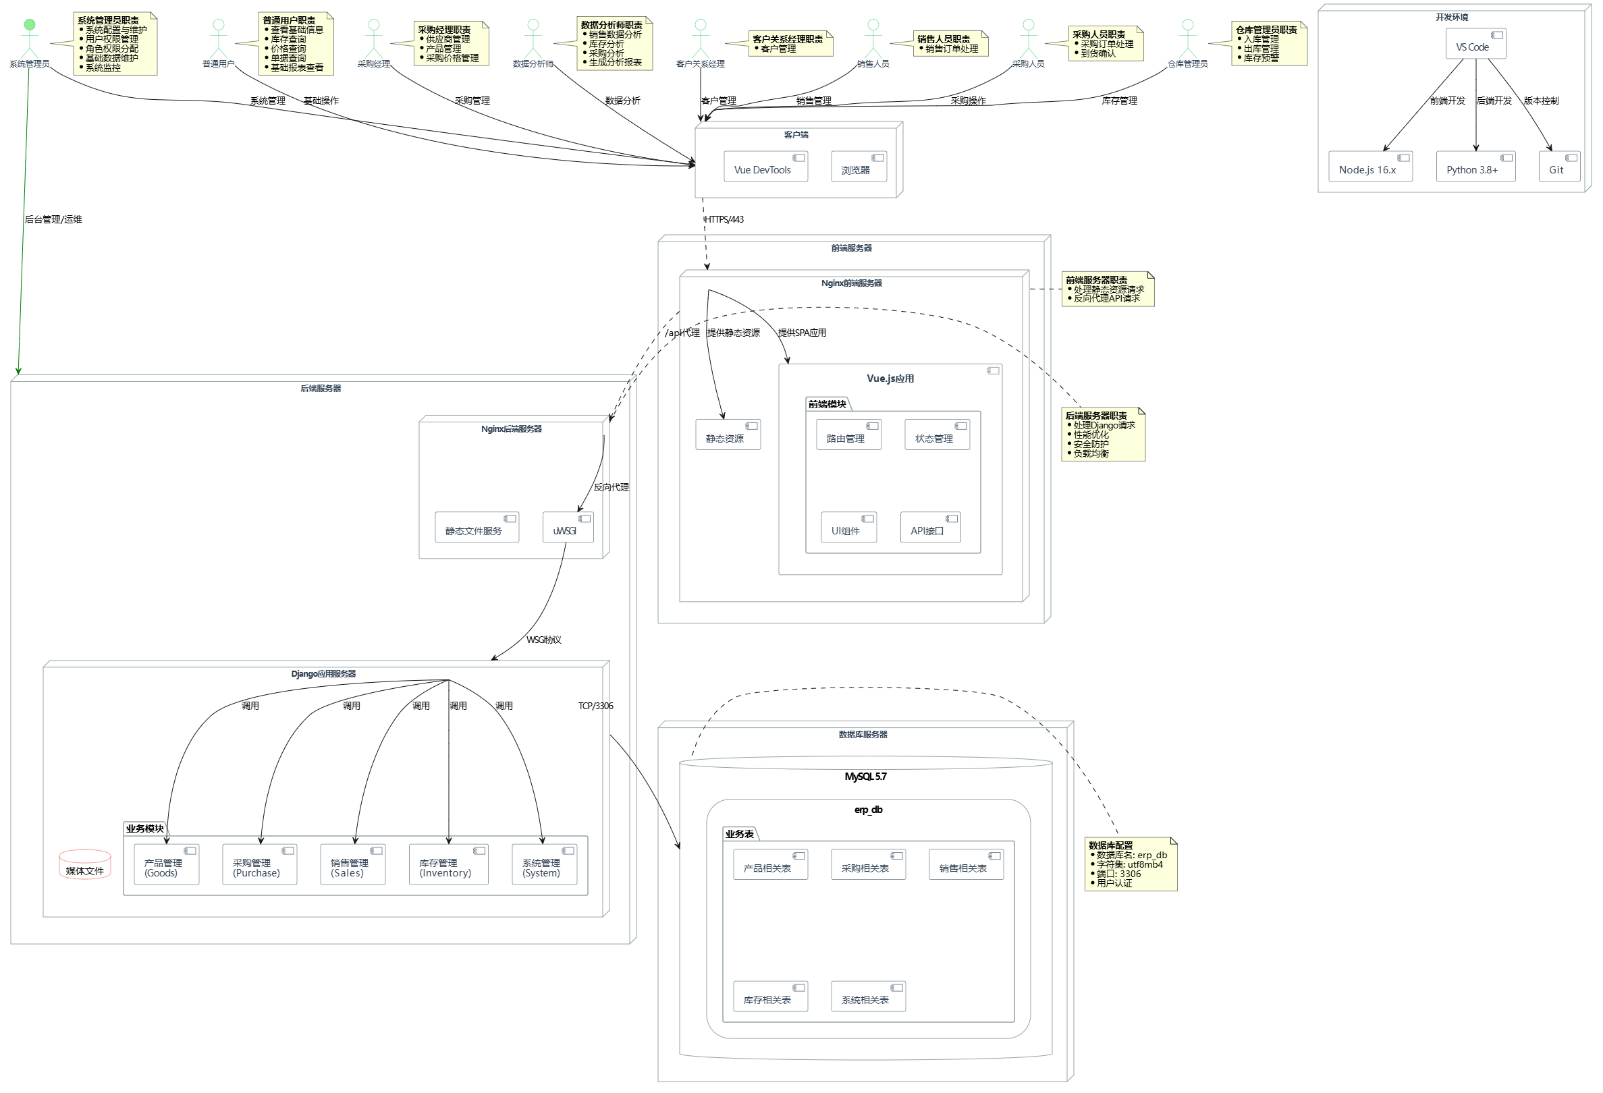 系统管理员职责
• 系统配置与维护
• 用户权限管理
• 角色权限分配
• 基础数据维护
• 系统监控
系统管理员
普通用户职责
• 查看基础信息
• 库存查询
• 价格查询
• 单据查询
• 基础报表查看
普通用户
采购经理职责
• 供应商管理
• 产品管理
• 采购价格管理
采购经理
数据分析师职责
• 销售数据分析
• 库存分析
• 采购分析
• 生成分析报表
数据分析师
客户关系经理职责
• 客户管理
客户关系经理
销售人员职责
• 销售订单处理
销售人员
采购人员职责
• 采购订单处理
• 到货确认
采购人员
仓库管理员职责
• 入库管理
• 出库管理
• 库存预警
仓库管理员
开发环境
VS Code
前端开发
后端开发
版本控制
Node.js 16.x
Python 3.8+
Git
系统管理
基础操作
采购管理
数据分析
客户管理
销售管理
采购操作
库存管理
客户端
Vue DevTools
浏览器
后台管理/运维
HTTPS/443
前端服务器
Nginx前端服务器
前端服务器职责
• 处理静态资源请求
• 反向代理API请求
/api代理
提供静态资源
提供SPA应用
静态资源
Vue.js应用
前端模块
路由管理
状态管理
UI组件
API接口
后端服务器职责
• 处理Django请求
• 性能优化
• 安全防护
• 负载均衡
后端服务器
Nginx后端服务器
反向代理
静态文件服务
uWSGI
WSGI协议
Django应用服务器
调用
调用
调用
调用
调用
TCP/3306
业务模块
媒体文件
产品管理
(Goods)
采购管理
(Purchase)
销售管理
(Sales)
库存管理
(Inventory)
系统管理
(System)
数据库服务器
MySQL 5.7
erp_db
业务表
产品相关表
采购相关表
销售相关表
库存相关表
系统相关表
数据库配置
• 数据库名: erp_db
• 字符集: utf8mb4
• 端口: 3306
• 用户认证